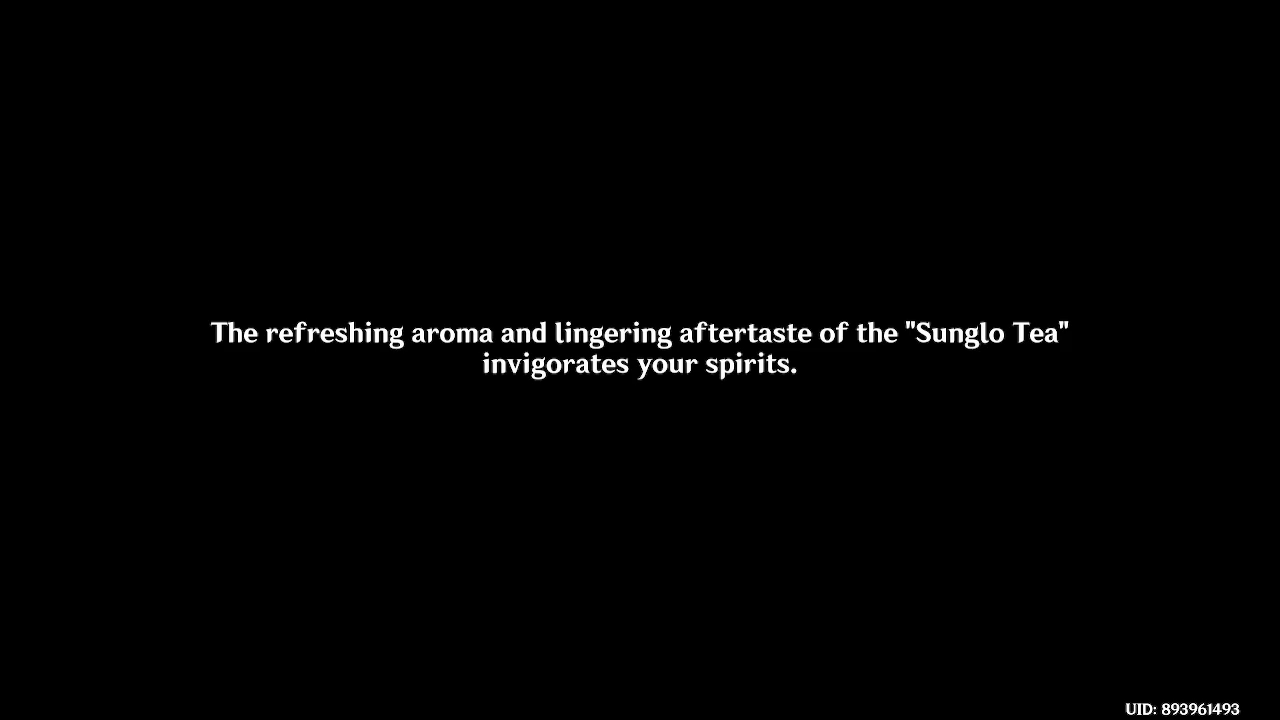 The refreshing aroma and lingering aftertaste of the "Sunglo Tea"
invigorates your spirits.
UID: 893961493